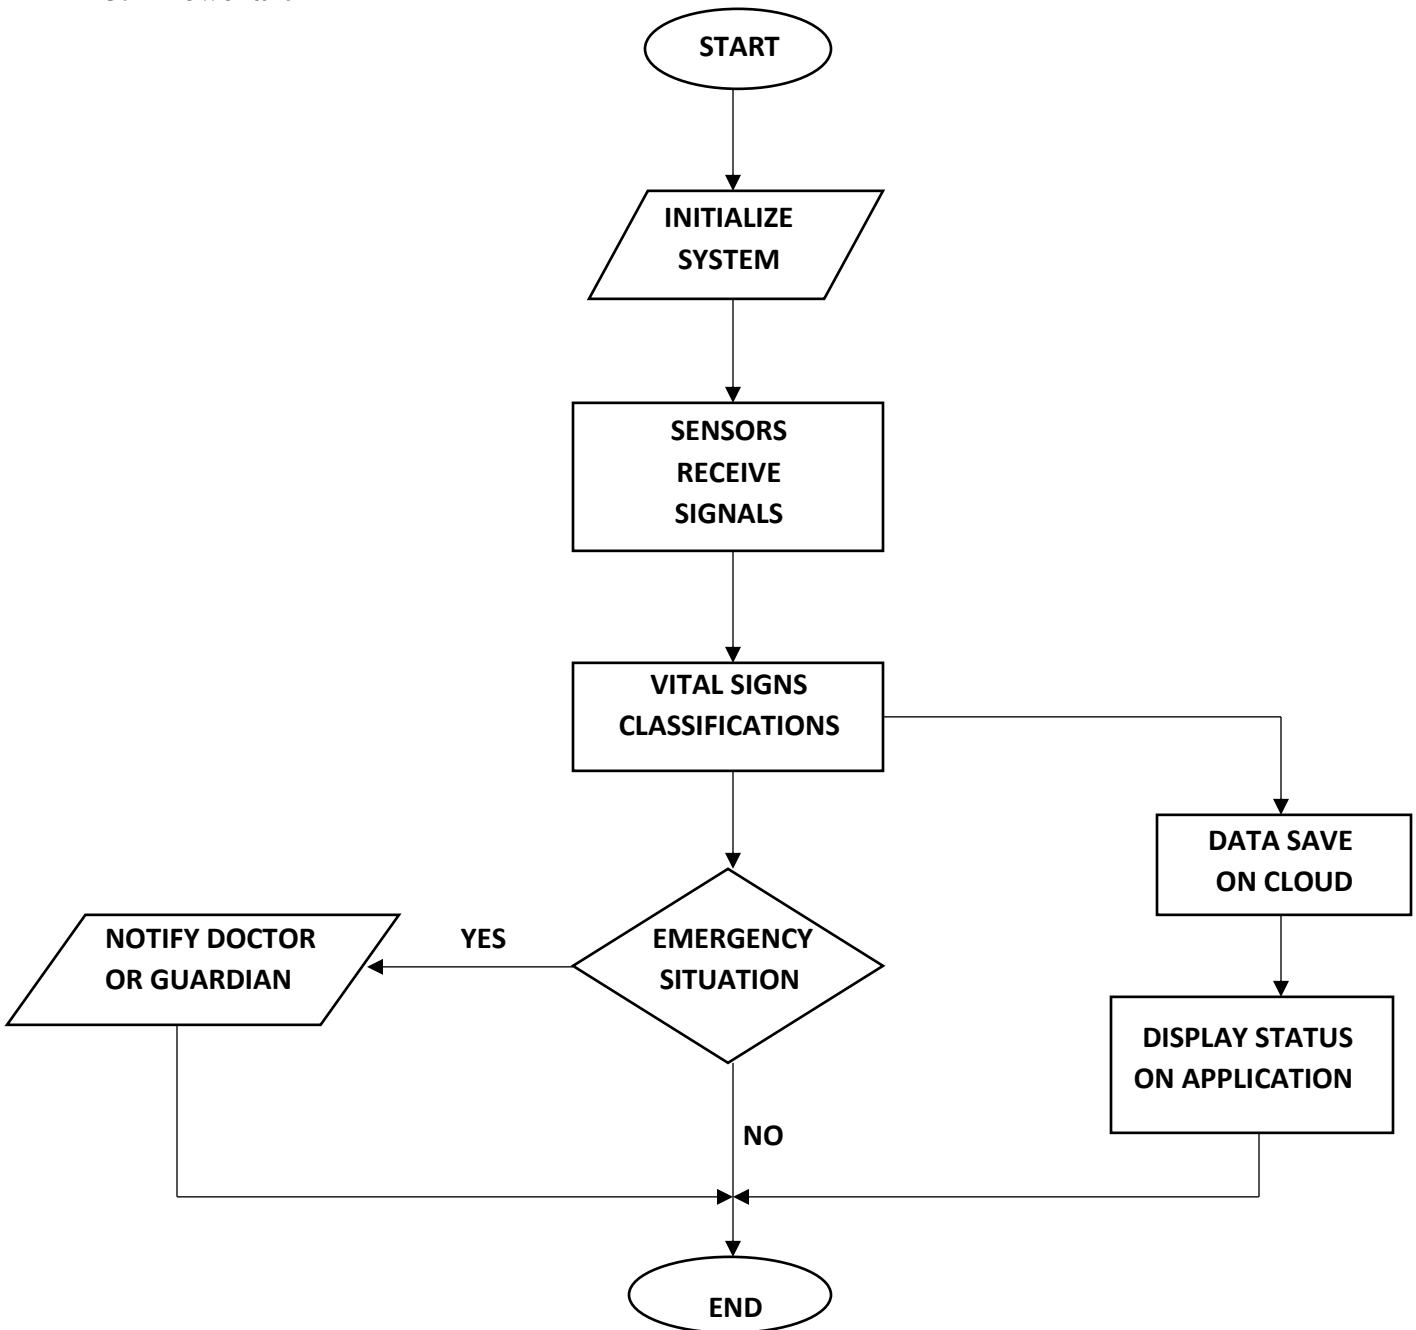 START
INITIALIZE
SYSTEM
SENSORS
RECEIVE
SIGNALS
VITAL SIGNS
CLASSIFICATIONS
DATA SAVE
ON CLOUD
NOTIFY DOCTOR
OR GUARDIAN
YES
EMERGENCY
SITUATION
DISPLAY STATUS
ON APPLICATION
NO
END